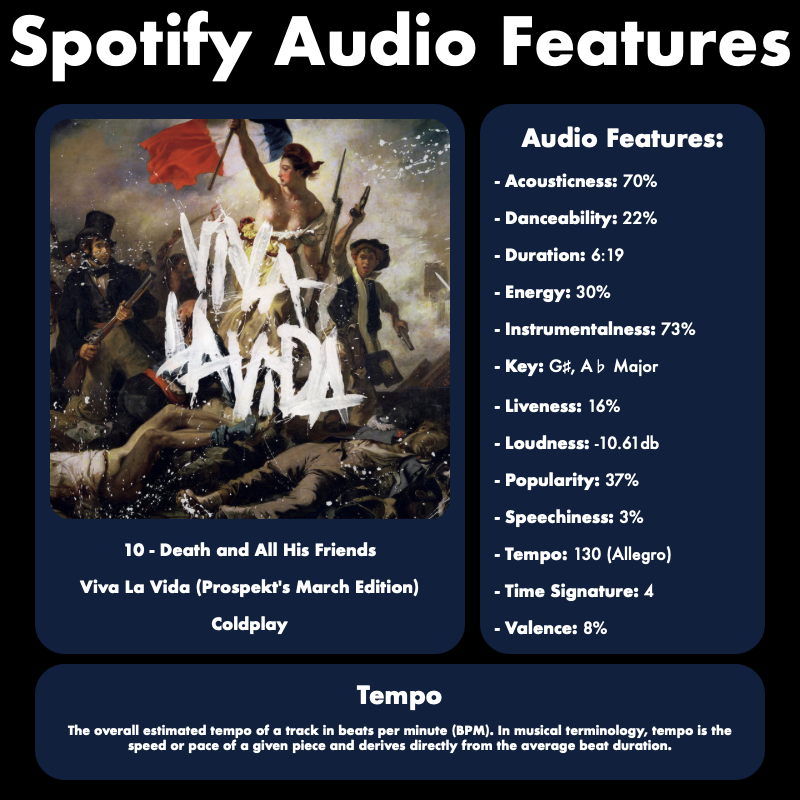 Spotify Audio Features
VIVA
LA VIDA
10 - Death and All His Friends
Viva La Vida (Prospekt's March Edition)
Coldplay
Audio Features:
- Acousticness: 70%
- Danceability: 22%
- Duration: 6:19
- Energy: 30%
- Instrumentalness: 73%
- Key: G♯, A♭ Major
- Liveness: 16%
- Loudness: -10.61db
- Popularity: 37%
- Speechiness: 3%
- Tempo: 130 (Allegro)
- Time Signature: 4
- Valence: 8%
Tempo
The overall estimated tempo of a track in beats per minute (BPM). In musical terminology, tempo is the
speed or pace of a given piece and derives directly from the average beat duration.